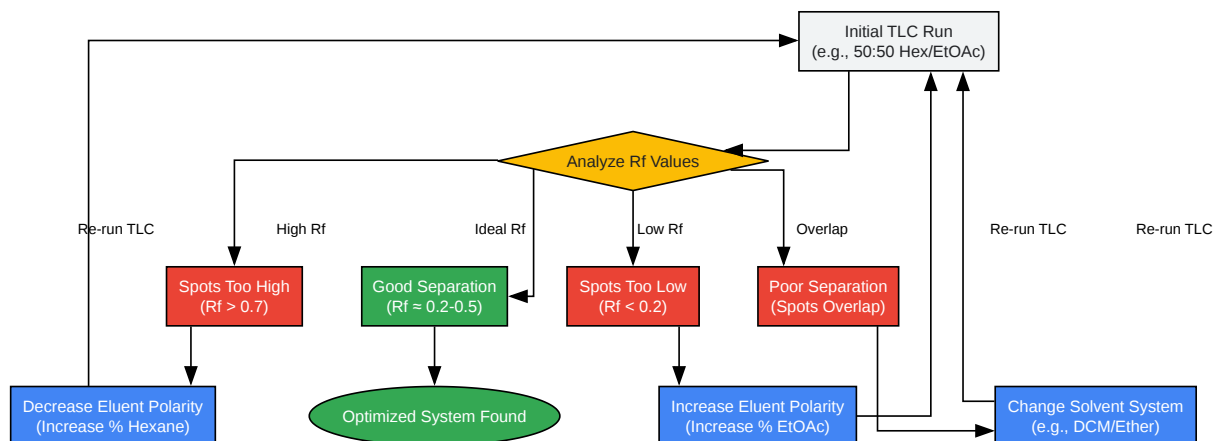 Initial TLC Run
(e.g., 50:50 Hex/EtOAc)
Analyze Rf Values
Re-run TLC
High Rf
Ideal Rf
Low Rf
Overlap
Re-run TLC
Re-run TLC
Spots Too High
(Rf > 0.7)
Good Separation
(Rf ≈ 0.2-0.5)
Spots Too Low
(Rf < 0.2)
Poor Separation
(Spots Overlap)
Decrease Eluent Polarity
(Increase % Hexane)
Optimized System Found
Increase Eluent Polarity
(Increase % EtOAc)
Change Solvent System
(e.g., DCM/Ether)